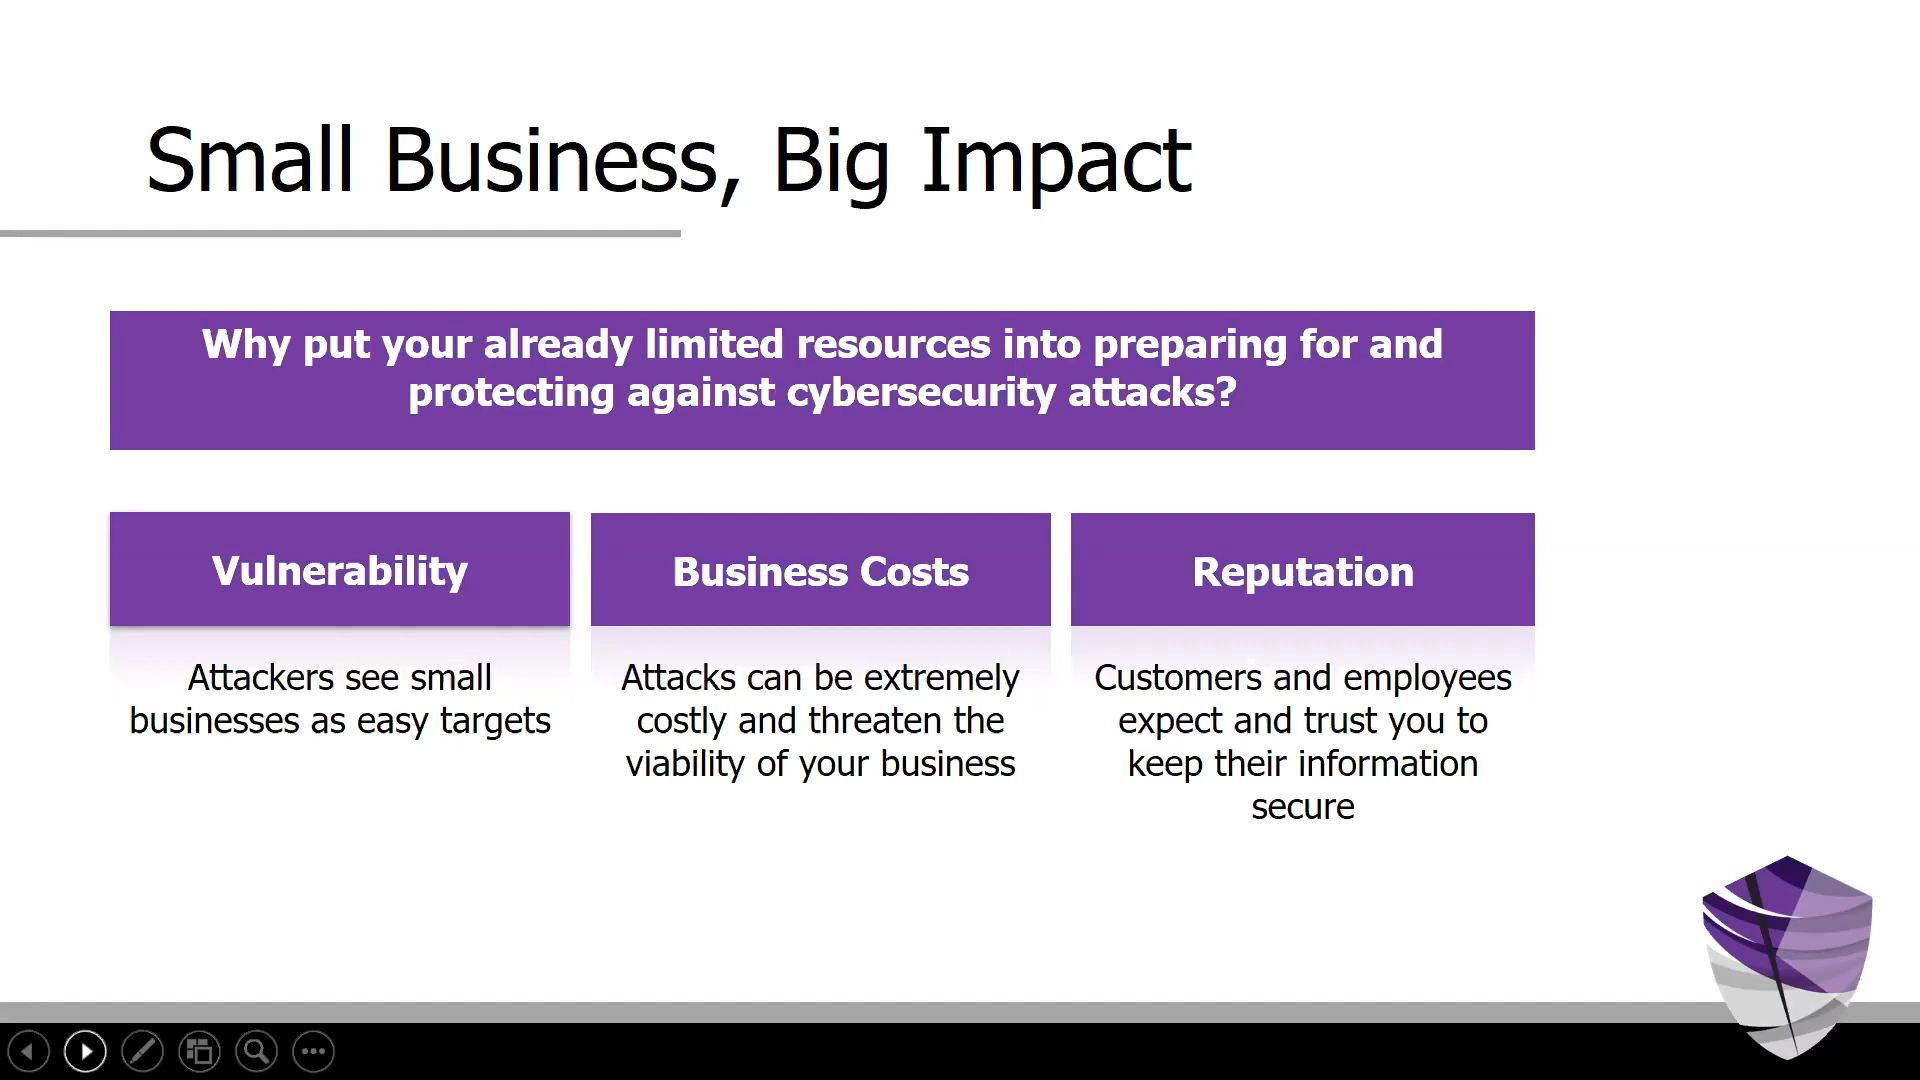 Small Business, Big Impact
Why put your already limited resources into preparing for and
protecting against cybersecurity attacks?
Vulnerability
Attackers see small
businesses as easy targets
Business Costs
Attacks can be extremely
costly and threaten the
viability of your business
Reputation
Customers and employees
expect and trust you to
keep their information
secure